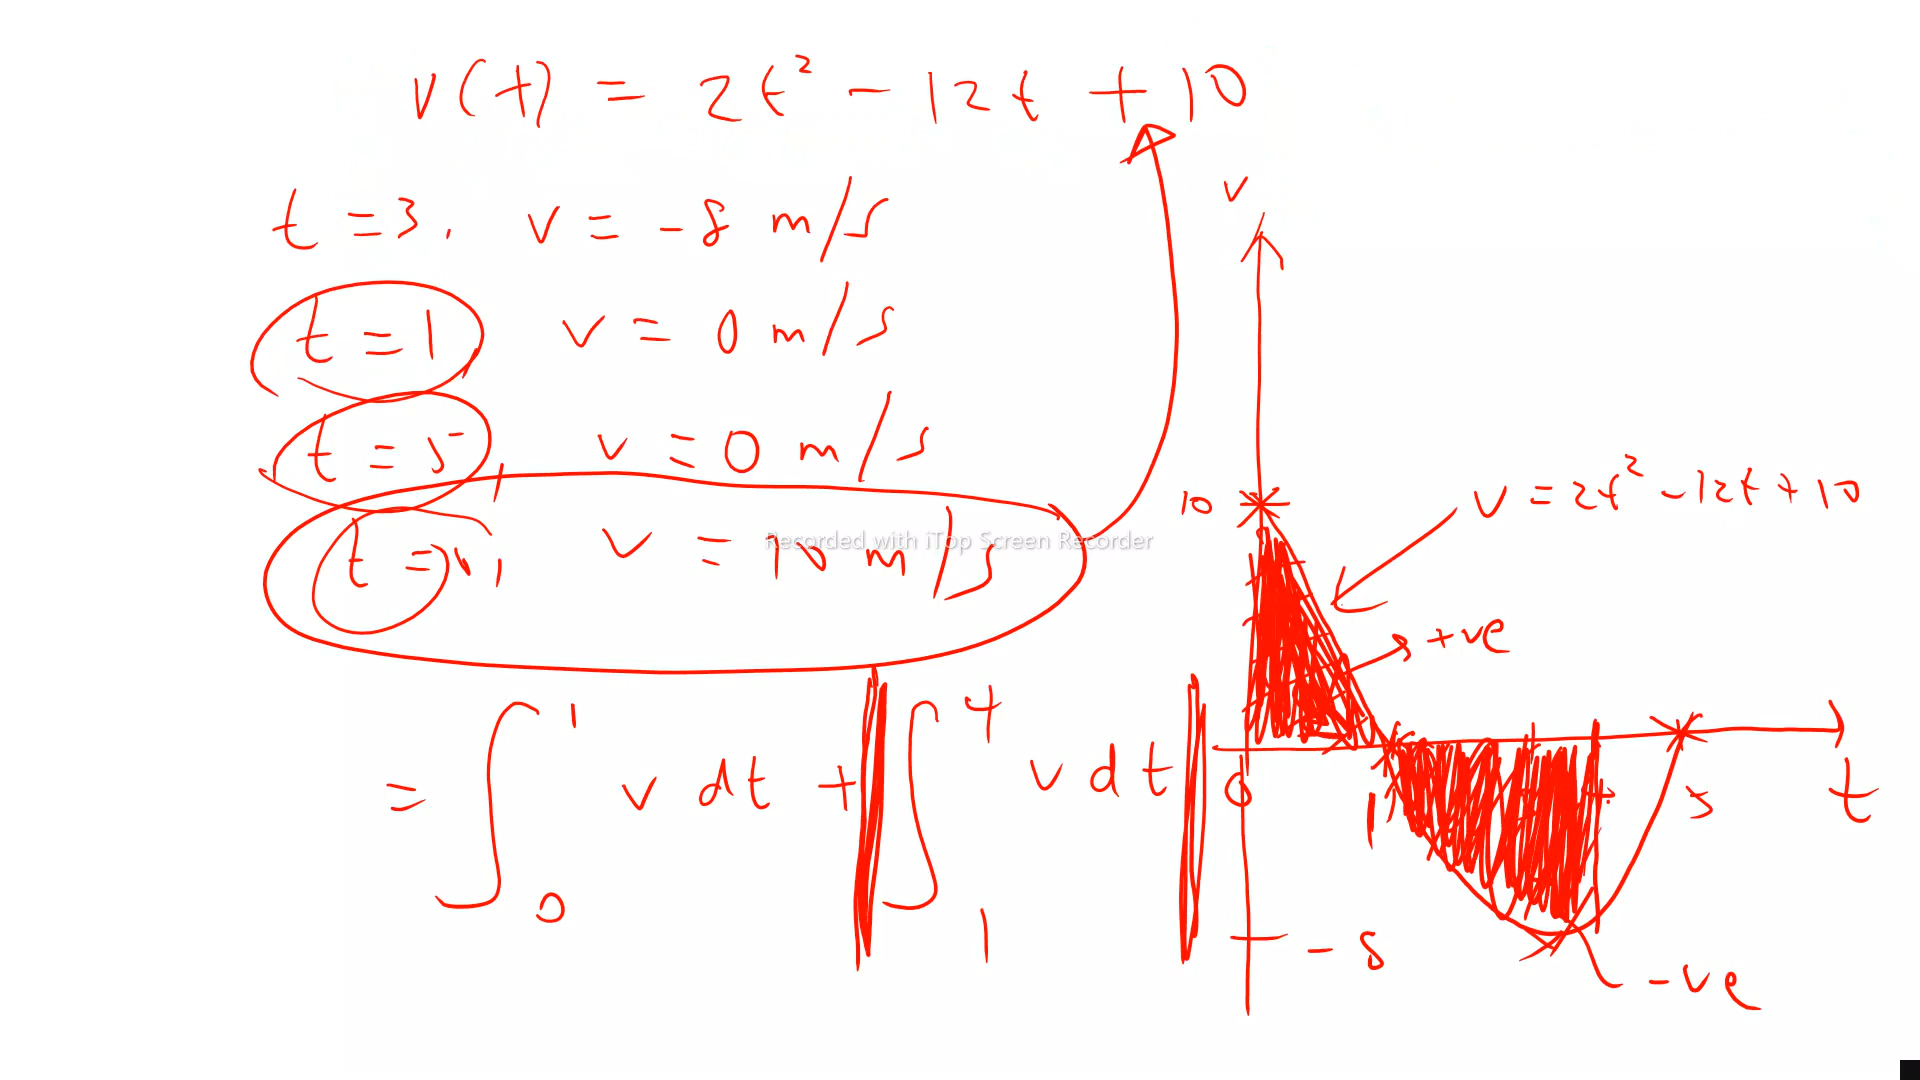 v(t) = 2t² - 12t + 10
t = 3, v = -8 m/s
t = 1 v = 0 m/s
t = 5, v = 0 m/s
v = 10 m/s
Recorded with iTop Screen Recorder
= ∫₀¹ v dt + |∫₁⁴ v dt|
v
10
v = 2t² - 12t + 10
+ve
0
1
4
5
t
-8
-ve